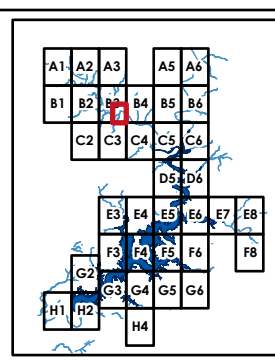 A1 A2 A3 A5 A6
B1 B2 B3 B4 B5 B6
C2 C3 C4 C5 C6
D5 D6
E3 E4 E5 E6 E7 E8
F3 F4 F5 F6 F8
G2
G3 G4 G5 G6
H1 H2
H4